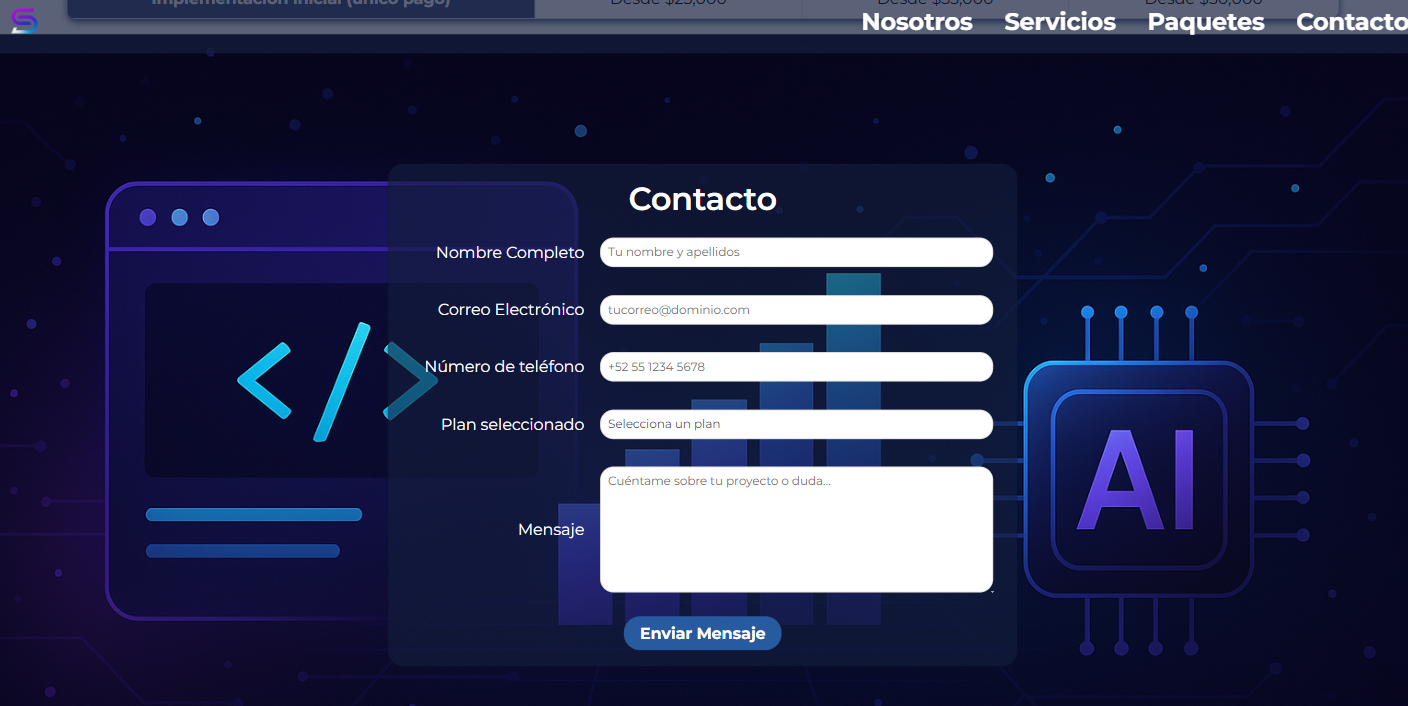 Implementación inicial (único pago) Desde $25,000 Desde $35,000 Desde $50,000
Nosotros Servicios Paquetes Contacto
Contacto
Nombre Completo Tu nombre y apellidos
Correo Electrónico tucorreo@dominio.com
Número de teléfono +52 55 1234 5678
Plan seleccionado Selecciona un plan
Cuéntame sobre tu proyecto o duda...
Mensaje
Enviar Mensaje
</> 
AI